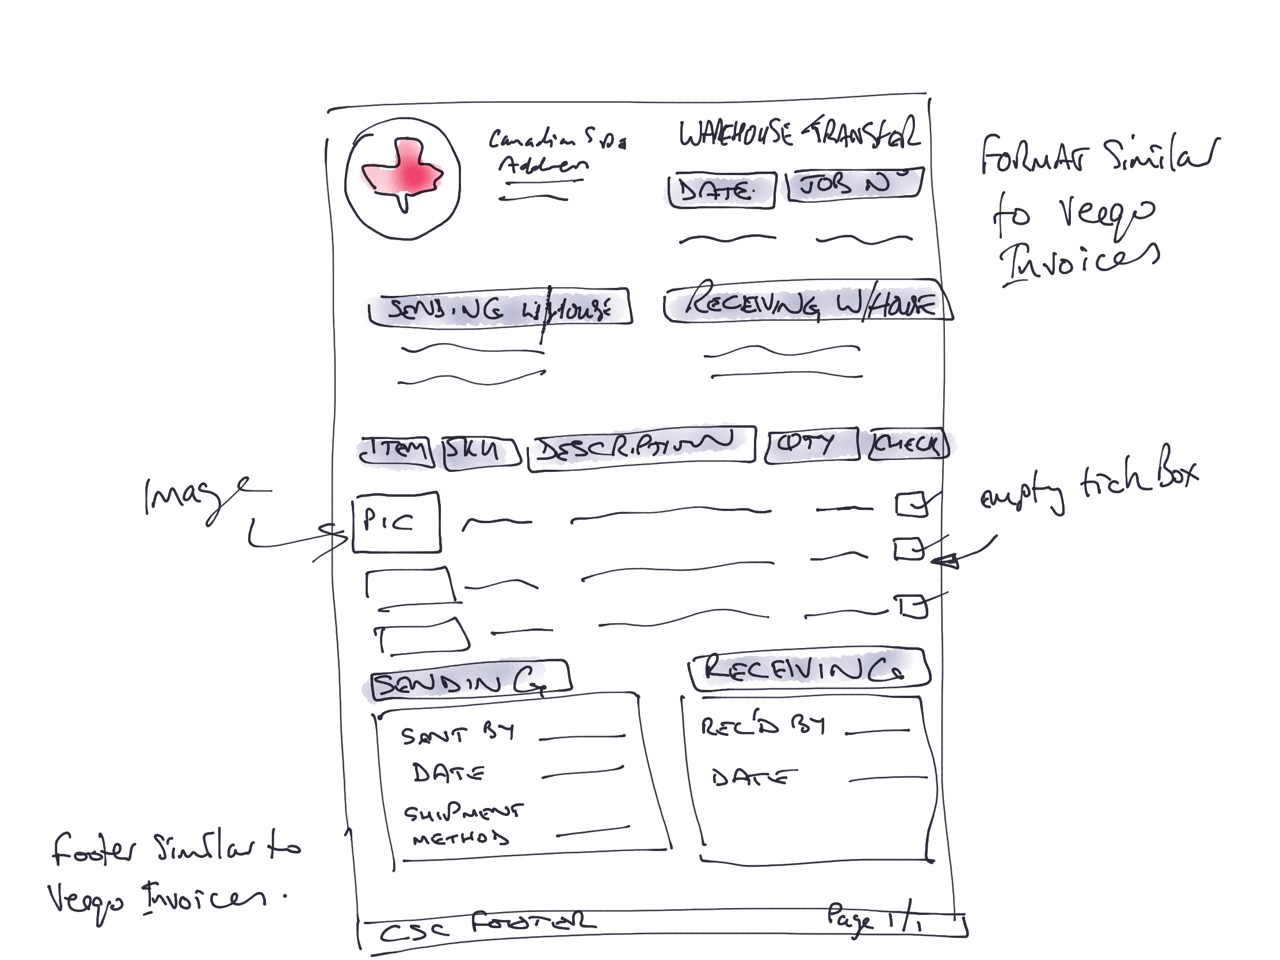 Canadian Spa
Address
WAREHOUSE TRANSFER
DATE.
JOB No
FORMAT Similar
to Veeqo
Invoices
SENDING W/HOUSE
RECEIVING W/HOUSE
ITEM
SKU
DESCRIPTION
QTY
CHECK
Image
PIC
empty tick Box
SENDING
RECEIVING
SENT BY
DATE
SHIPMENT
METHOD
REC'D BY
DATE
Footer Similar to
Veeqo Invoices.
CSC FOOTER
Page 1/1